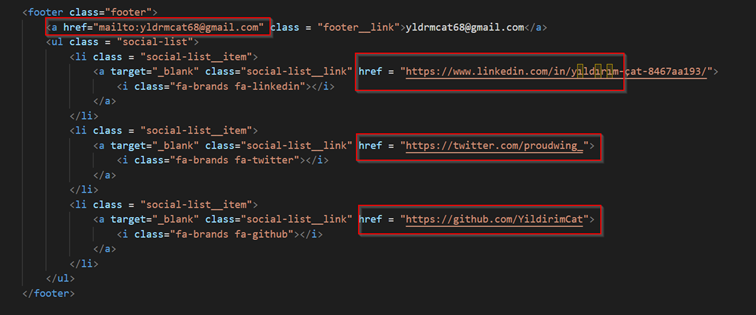 <footer class="footer">
<a href="mailto:yldrmcat68@gmail.com" class = "footer__link">yldrmcat68@gmail.com</a>
<ul class = "social-list">
<li class = "social-list__item">
<a target="_blank" class="social-list__link" href = "https://www.linkedin.com/in/yıldırım-çat-8467aa193/">
<i class="fa-brands fa-linkedin"></i>
</a>
</li>
<li class = "social-list__item">
<a target="_blank" class="social-list__link" href = "https://twitter.com/proudwing_">
<i class="fa-brands fa-twitter"></i>
</a>
</li>
<li class = "social-list__item">
<a target="_blank" class="social-list__link" href = "https://github.com/YildirimCat">
<i class="fa-brands fa-github"></i>
</a>
</li>
</ul>
</footer>